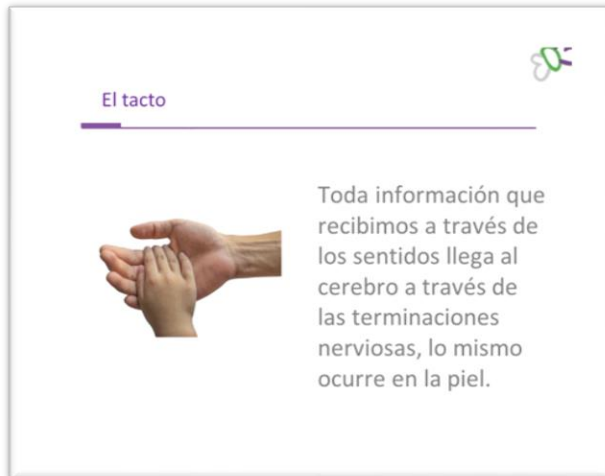 El tacto
Toda información que
recibimos a través de
los sentidos llega al
cerebro a través de
las terminaciones
nerviosas, lo mismo
ocurre en la piel.